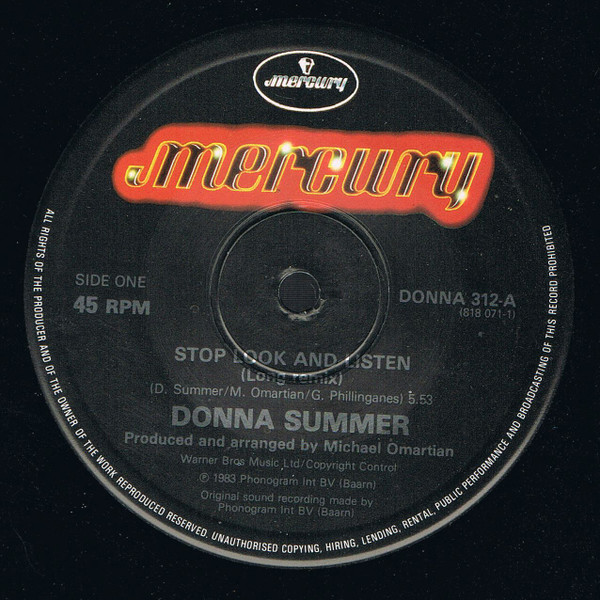 mercury
mercury
SIDE ONE
45 RPM
DONNA 312-A
(818 071-1)
STOP LOOK AND LISTEN
(Long remix)
(D. Summer/M. Omartian/G. Phillinganes) 5.53
DONNA SUMMER
Produced and arranged by Michael Omartian
Warner Bros Music Ltd/Copyright Control
℗ 1983 Phonogram Int BV (Baarn)
Original sound recording made by
Phonogram Int BV (Baarn)
ALL RIGHTS OF THE PRODUCER AND OF THE OWNER OF THE WORK REPRODUCED RESERVED. UNAUTHORISED COPYING, HIRING, LENDING, RENTAL PUBLIC PERFORMANCE AND BROADCASTING OF THIS RECORD PROHIBITED